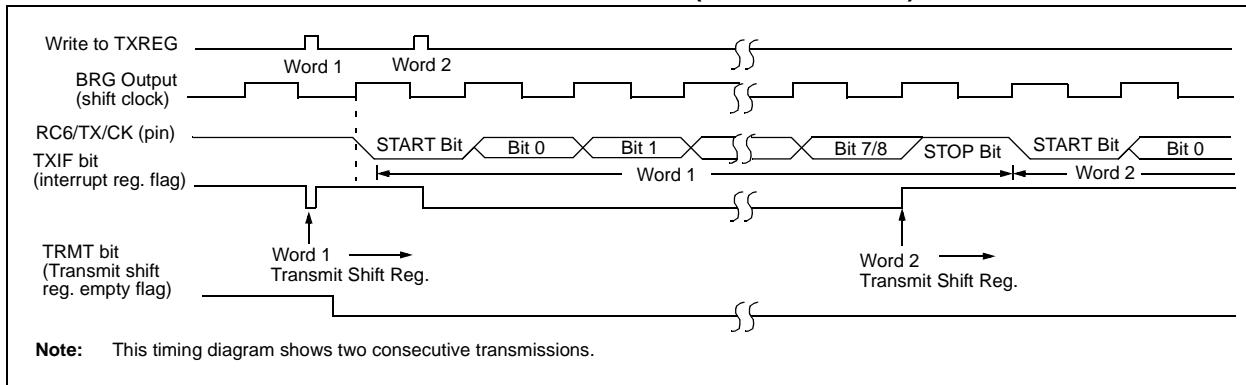 Write to TXREG
Word 1
Word 2
BRG Output
(shift clock)
RC6/TX/CK (pin)
START Bit
Bit 0
Bit 1
Bit 7/8
STOP Bit
START Bit
Bit 0
TXIF bit
(interrupt reg. flag)
Word 1
Word 2
TRMT bit
(Transmit shift
reg. empty flag)
Word 1
Transmit Shift Reg.
Word 2
Transmit Shift Reg.
Note: This timing diagram shows two consecutive transmissions.